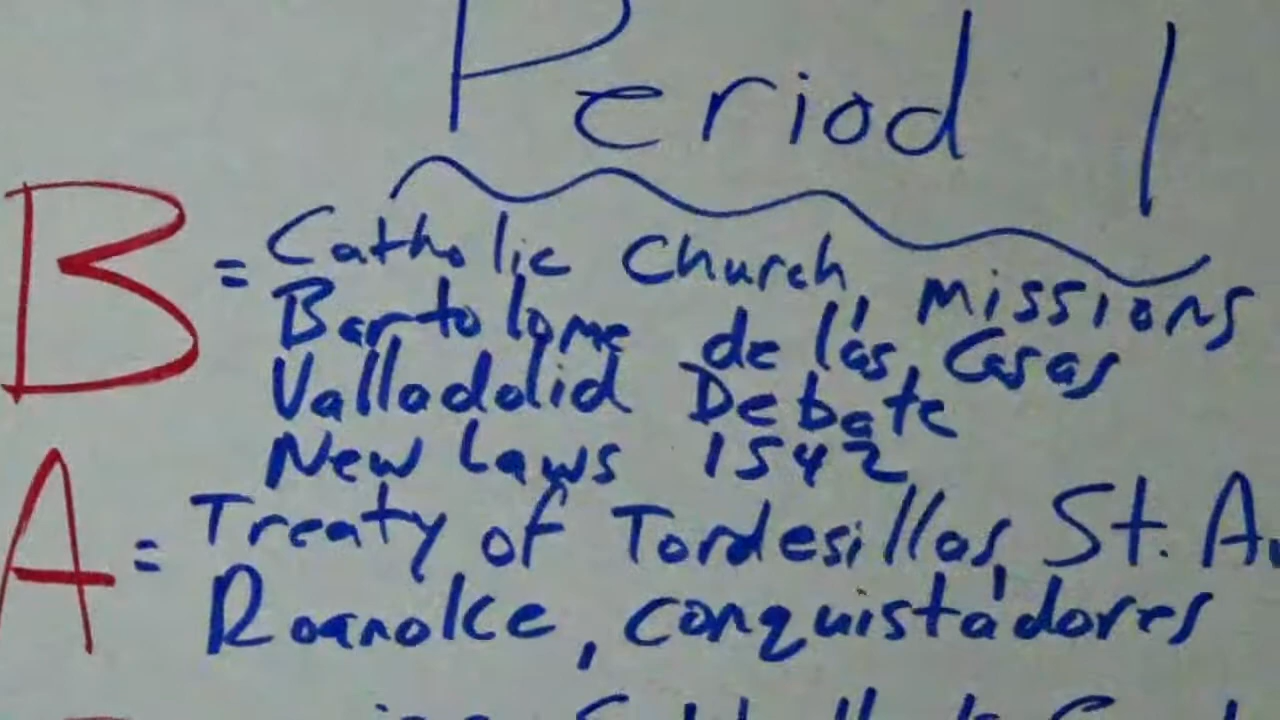 Period 1
B = Catholic Church, missions
Bartolome de las Casas
Valladolid Debate
New Laws 1542
A = Treaty of Tordesillas, St. A
Roanoke, conquistadores